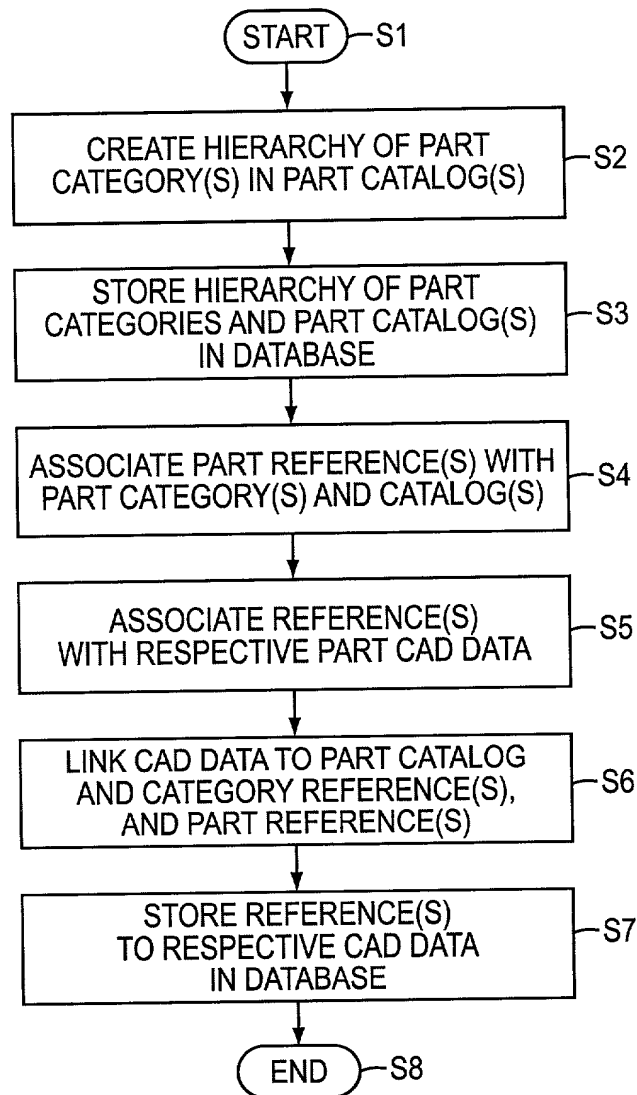 START
S1
CREATE HIERARCHY OF PART
CATEGORY(S) IN PART CATALOG(S)
S2
STORE HIERARCHY OF PART
CATEGORIES AND PART CATALOG(S)
IN DATABASE
S3
ASSOCIATE PART REFERENCE(S) WITH
PART CATEGORY(S) AND CATALOG(S)
S4
ASSOCIATE REFERENCE(S)
WITH RESPECTIVE PART CAD DATA
S5
LINK CAD DATA TO PART CATALOG
AND CATEGORY REFERENCE(S),
AND PART REFERENCE(S)
S6
STORE REFERENCE(S)
TO RESPECTIVE CAD DATA
IN DATABASE
S7
END
S8